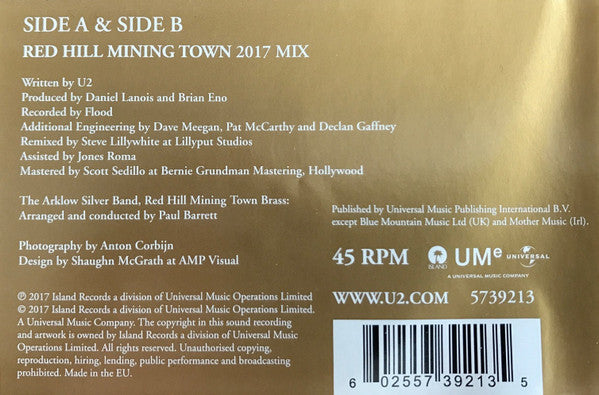 SIDE A & SIDE B
RED HILL MINING TOWN 2017 MIX
Written by U2
Produced by Daniel Lanois and Brian Eno
Recorded by Flood
Additional Engineering by Dave Meegan, Pat McCarthy and Declan Gaffney
Remixed by Steve Lillywhite at Lillyput Studios
Assisted by Jones Roma
Mastered by Scott Sedillo at Bernie Grundman Mastering, Hollywood
The Arklow Silver Band, Red Hill Mining Town Brass:
Arranged and conducted by Paul Barrett
Photography by Anton Corbijn
Design by Shaughn McGrath at AMP Visual
℗ 2017 Island Records a division of Universal Music Operations Limited
© 2017 Island Records a division of Universal Music Operations Limited.
A Universal Music Company. The copyright in this sound recording
and artwork is owned by Island Records a division of Universal Music
Operations Limited. All rights reserved. Unauthorised copying,
reproduction, hiring, lending, public performance and broadcasting
prohibited. Made in the EU.
Published by Universal Music Publishing International B.V.
except Blue Mountain Music Ltd (UK) and Mother Music (Irl).
45 RPM ISLAND UMe UNIVERSAL
A UNIVERSAL MUSIC COMPANY
WWW.U2.COM 5739213
6 02557 39213 5